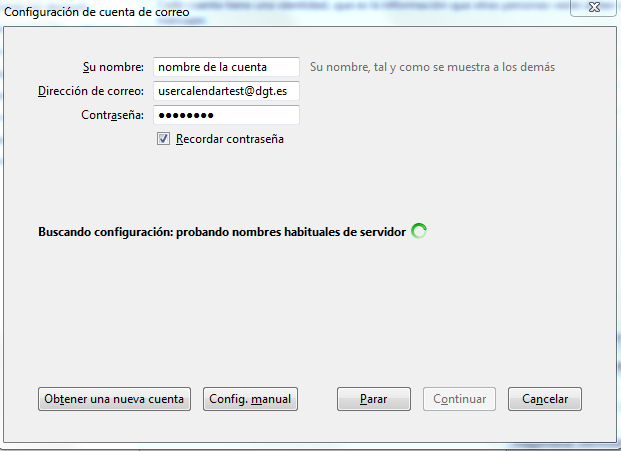 Configuración de cuenta de correo
Su nombre: nombre de la cuenta Su nombre, tal y como se muestra a los demás
Dirección de correo: usercalendartest@dgt.es
Contraseña: ●●●●●●●●
Recordar contraseña
Buscando configuración: probando nombres habituales de servidor
Obtener una nueva cuenta Config. manual Parar Continuar Cancelar